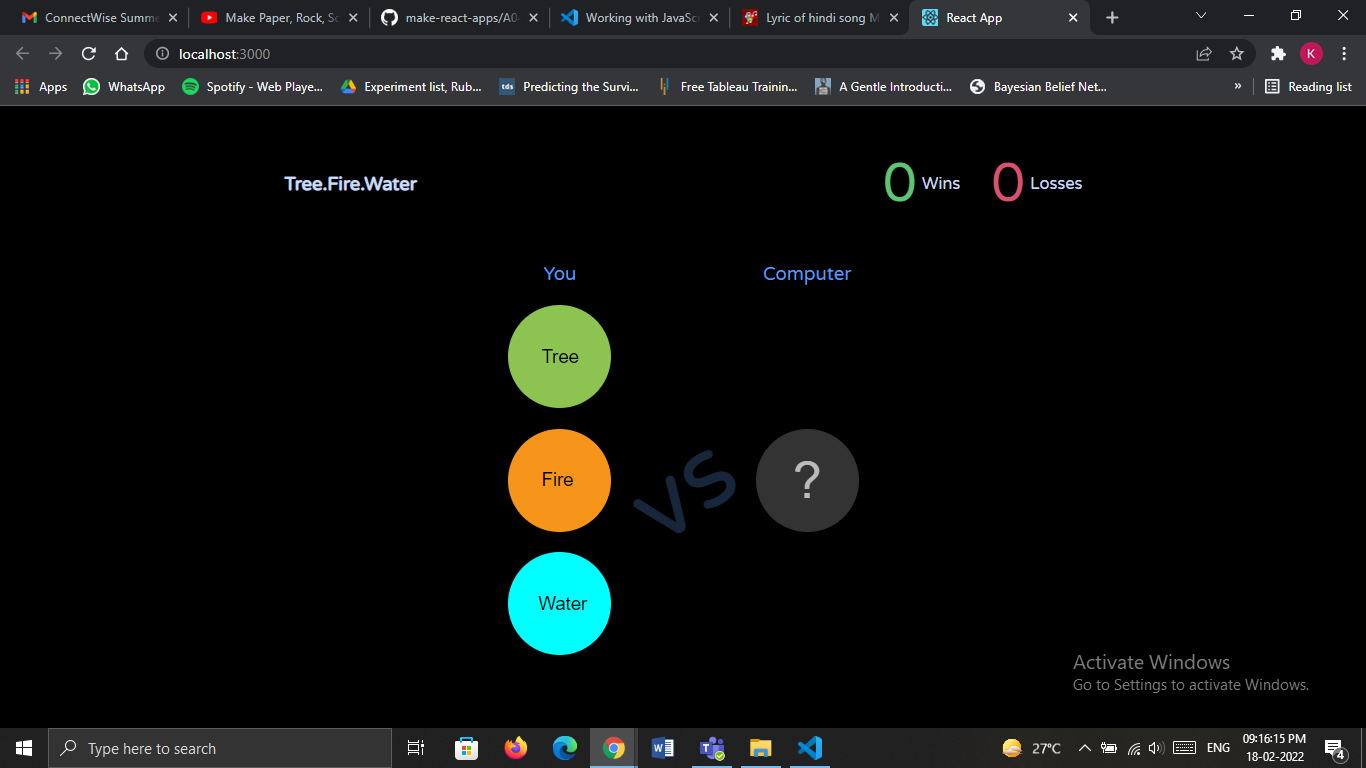 ConnectWise Summe
Make Paper, Rock, Sc
make-react-apps/A0
Working with JavaScr
Lyric of hindi song M
React App
localhost:3000
K
Apps
WhatsApp
Spotify - Web Playe...
Experiment list, Rub...
tds
Predicting the Survi...
Free Tableau Trainin...
A Gentle Introducti...
Bayesian Belief Net...
»
Reading list
Tree.Fire.Water
0 Wins
0 Losses
You
Computer
Tree
Fire
VS
?
Water
Activate Windows
Go to Settings to activate Windows.
Type here to search
27°C
ENG
09:16:15 PM
18-02-2022
4